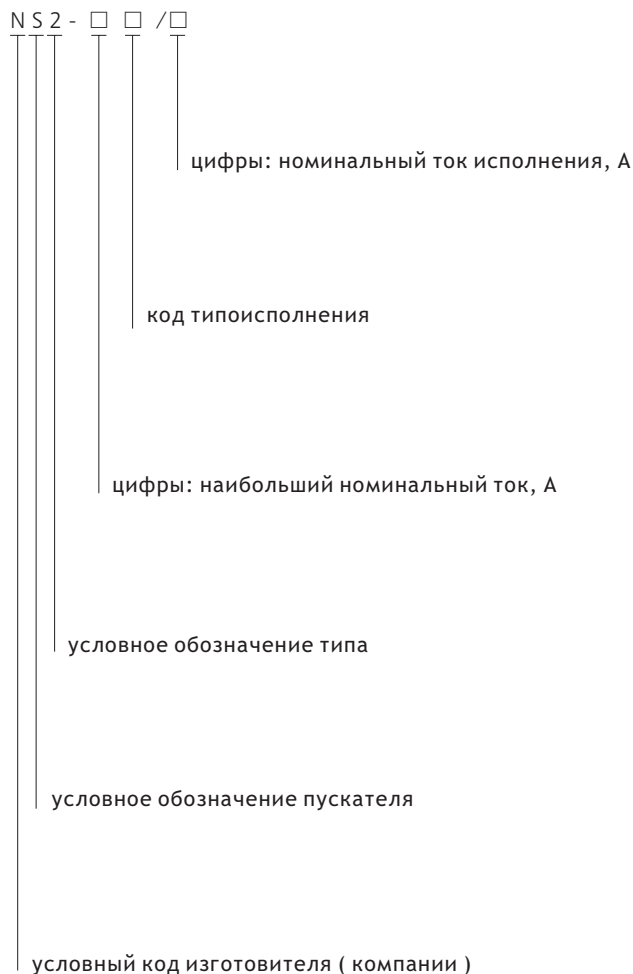 NS2-□ □ /□
цифры: номинальный ток исполнения, А
код типоисполнения
цифры: наибольший номинальный ток, А
условное обозначение типа
условное обозначение пускателя
условный код изготовителя ( компании )